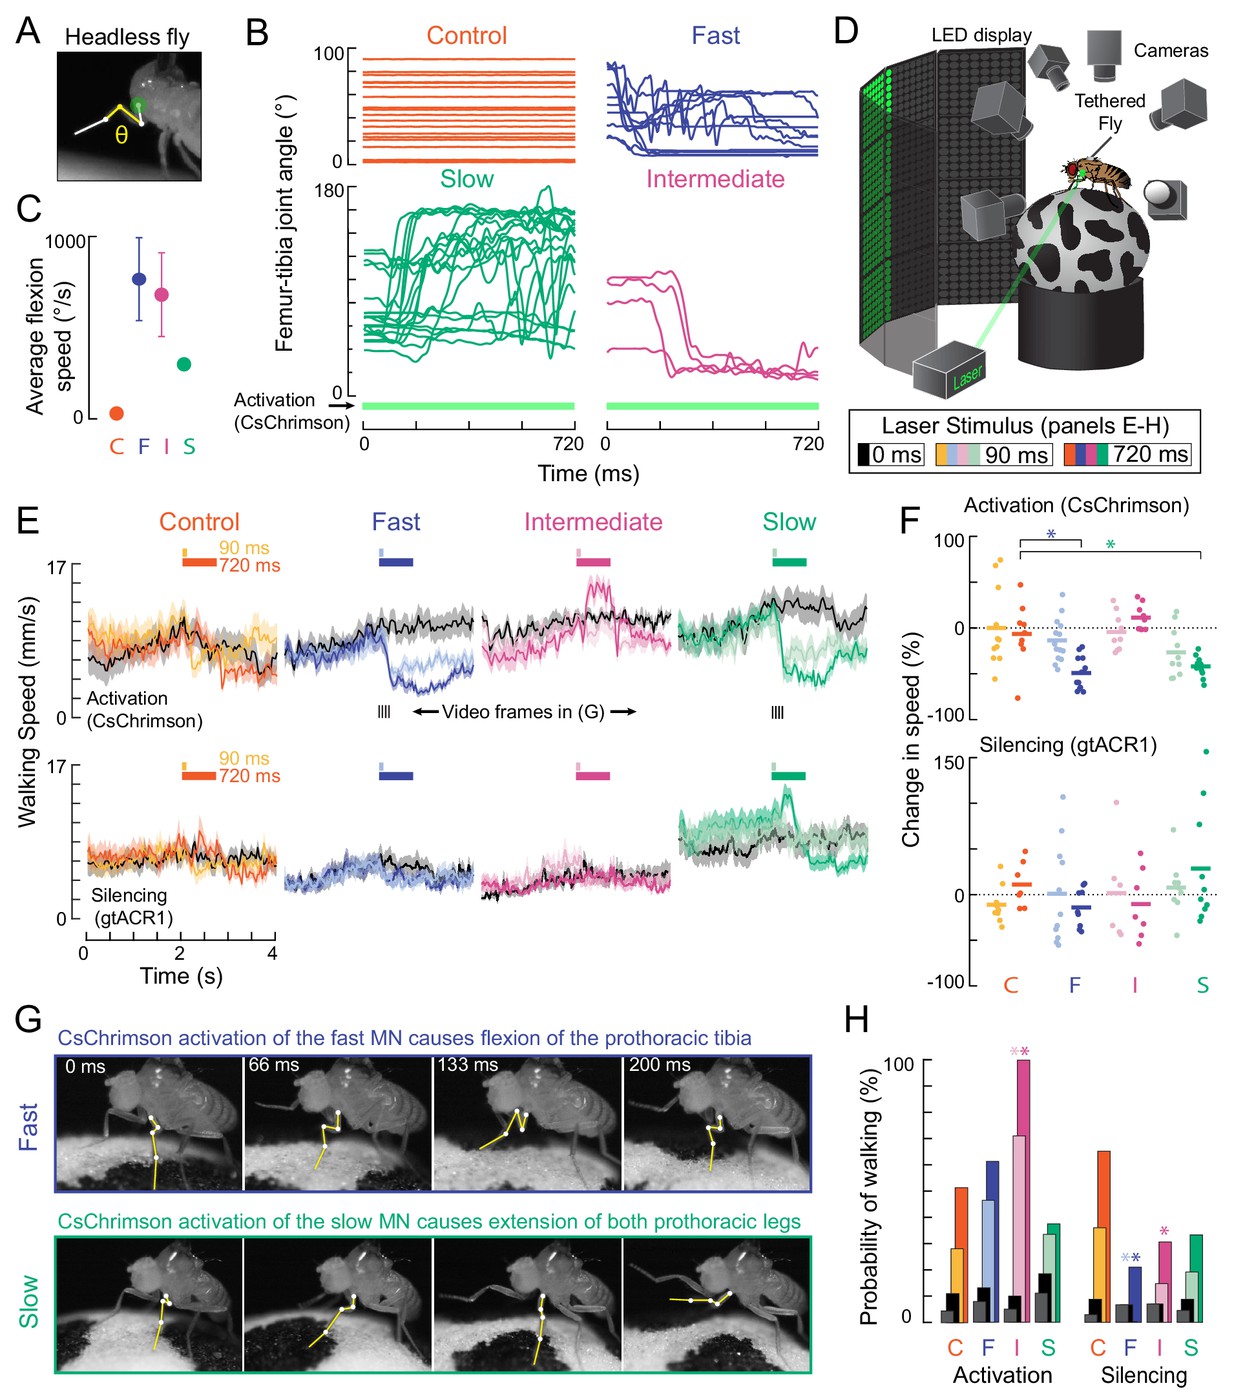 A
Headless fly
θ
B
Control
Fast
100
0
Slow
Intermediate
180
0
Femur-tibia joint angle (°)
Activation
(CsChrimson)
0
720
0
720
Time (ms)
C
1000
0
Average flexion
speed (°/s)
C F I S
D
LED display
Cameras
Tethered
Fly
Laser
Laser Stimulus (panels E-H)
0 ms
90 ms
720 ms
E
Control
Fast
Intermediate
Slow
90 ms
720 ms
17
0
Walking Speed (mm/s)
Activation
(CsChrimson)
Video frames in (G)
90 ms
720 ms
17
0
Silencing
(gtACR1)
0
2
4
Time (s)
F
Activation (CsChrimson)
*
*
100
0
-100
Silencing (gtACR1)
150
0
-100
Change in speed (%)
C F I S
G
CsChrimson activation of the fast MN causes flexion of the prothoracic tibia
Fast
0 ms
66 ms
133 ms
200 ms
CsChrimson activation of the slow MN causes extension of both prothoracic legs
Slow
H
100
0
Probability of walking (%)
**
**
*
C F I S
C F I S
Activation
Silencing